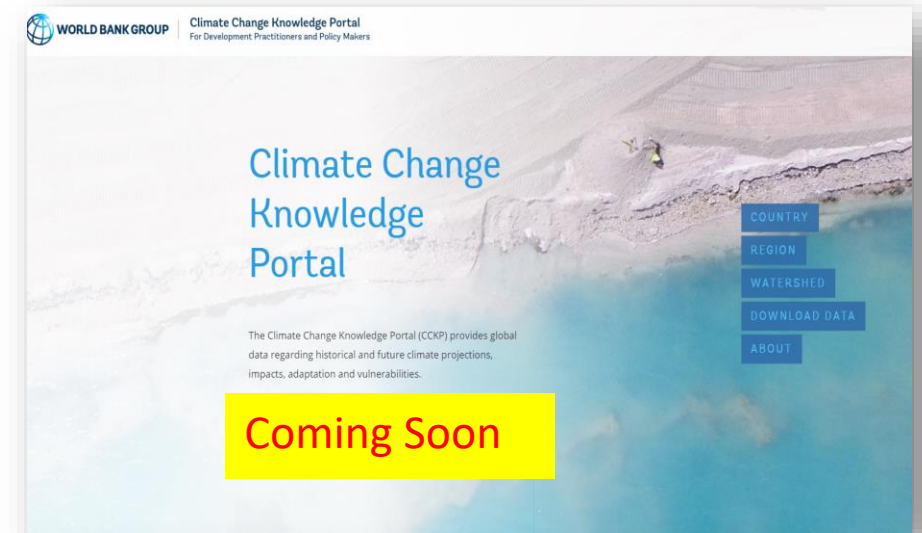 WORLD BANK GROUP
Climate Change Knowledge Portal
For Development Practitioners and Policy Makers
Climate Change
Knowledge
Portal
The Climate Change Knowledge Portal (CCKP) provides global
data regarding historical and future climate projections,
impacts, adaptation and vulnerabilities.
Coming Soon
COUNTRY
REGION
WATERSHED
DOWNLOAD DATA
ABOUT